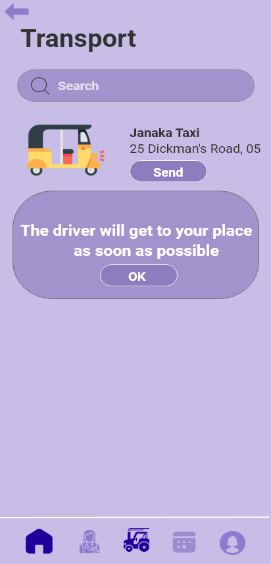 Transport
Search
Janaka Taxi
25 Dickman's Road, 05
Send
The driver will get to your place
as soon as possible
OK